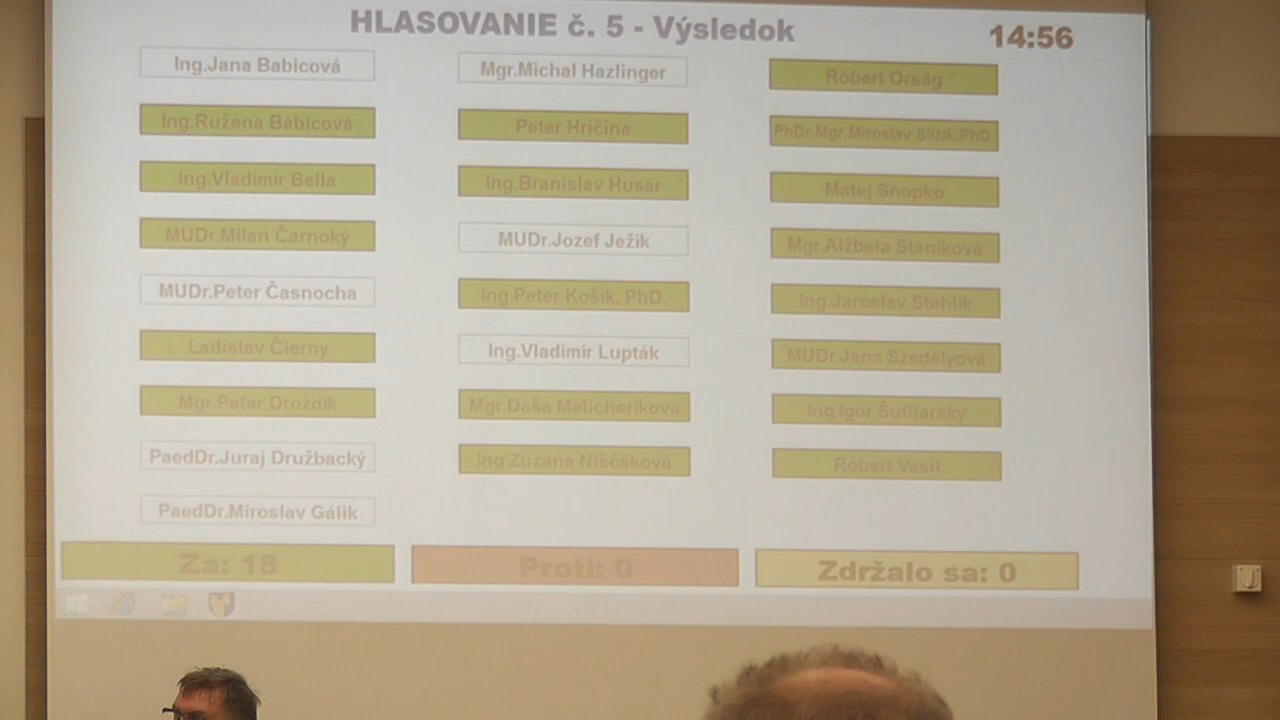 HLASOVANIE č. 5 - Výsledok
14:56
Ing.Jana Babicová
Ing.Ružena Babicová
Ing.Vladimír Bella
MUDr.Milan Čarnoký
MUDr.Peter Časnocha
Ladislav Čierny
Mgr.Peter Drozdík
PaedDr.Juraj Družbacký
PaedDr.Miroslav Gálik
Mgr.Michal Hazlinger
Peter Hričina
Ing.Branislav Husár
MUDr.Jozef Ježík
Ing.Peter Košík, PhD.
Ing.Vladimír Lupták
Mgr.Daša Melicheríková
Ing.Zuzana Niščáková
Róbert Orság
PhDr.Mgr.Miroslav Slížik,PhD.
Matej Snopko
Mgr.Alžbeta Staníková
Ing.Jaroslav Stehlík
MUDr.Jana Szedélyová
Ing.Igor Šufliarsky
Róbert Vasil
Za: 18
Proti: 0
Zdržalo sa: 0